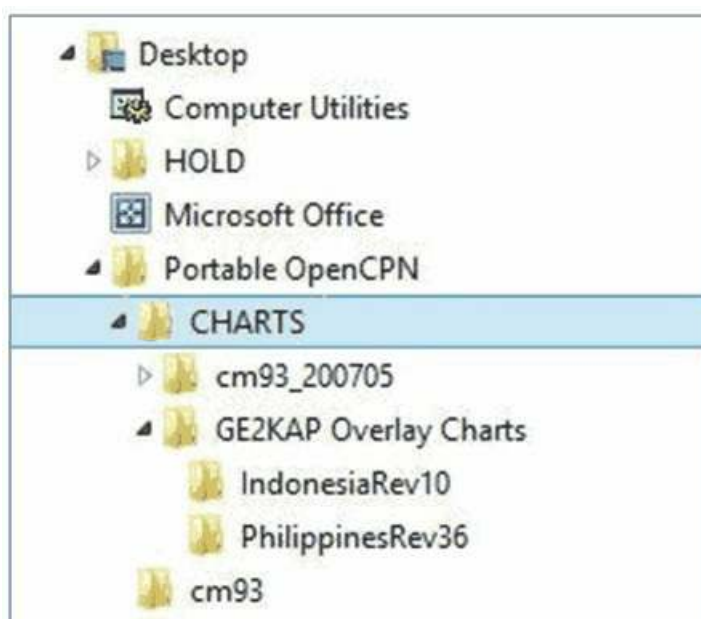 Desktop
Computer Utilities
HOLD
Microsoft Office
Portable OpenCPN
CHARTS
cm93_200705
GE2KAP Overlay Charts
IndonesiaRev10
PhilippinesRev36
cm93